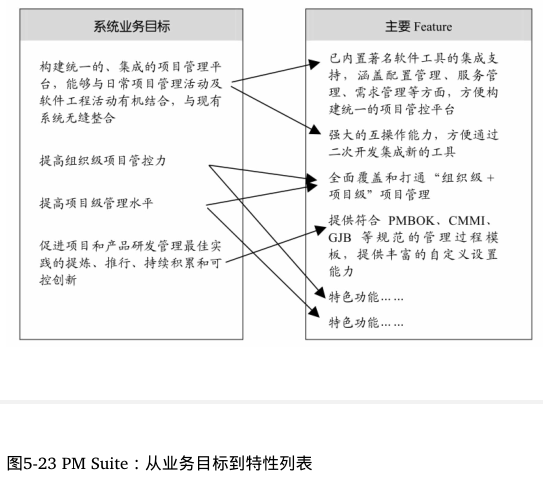 系统业务目标
构建统一的、集成的项目管理平
台，能够与日常项目管理活动及
软件工程活动有机结合，与现有
系统无缝整合
提高组织级项目管控力
提高项目级管理水平
促进项目和产品研发管理最佳实
践的提炼、推行、持续积累和可
控创新
主要 Feature
已内置著名软件工具的集成支
持，涵盖配置管理、服务管
理、需求管理等方面，方便构
建统一的项目管控平台
强大的互操作能力，方便通过
二次开发集成新的工具
全面覆盖和打通“组织级 +
项目级”项目管理
提供符合 PMBOK、CMMI、
GJB 等规范的管理过程模
板，提供丰富的自定义设置
能力
特色功能……
特色功能……
图5-23 PM Suite：从业务目标到特性列表